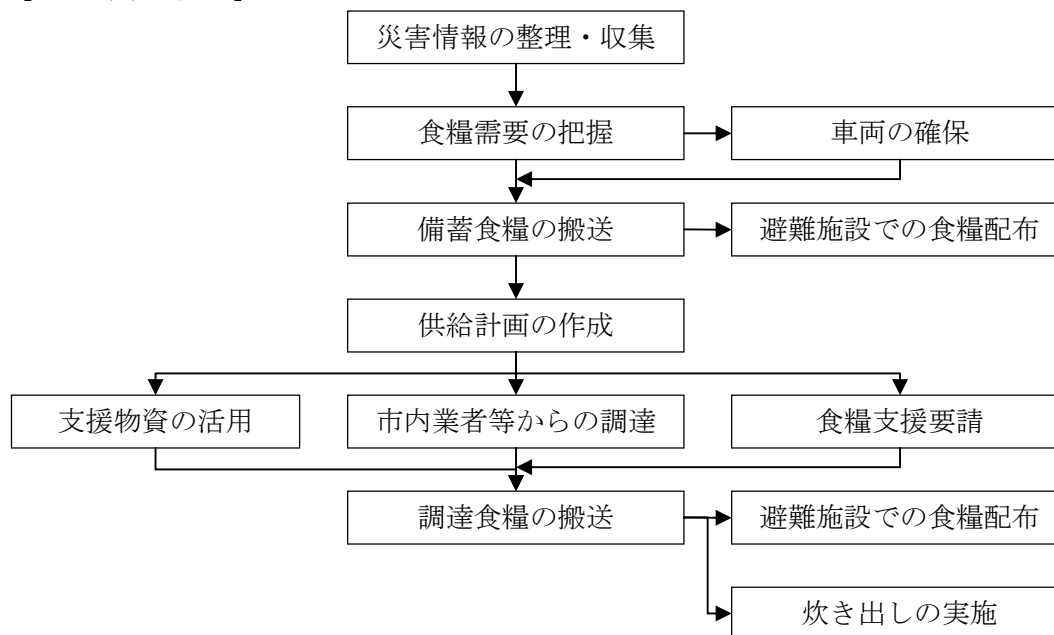 災害情報の整理・収集
食糧需要の把握
車両の確保
備蓄食糧の搬送
避難施設での食糧配布
供給計画の作成
支援物資の活用
市内業者等からの調達
食糧支援要請
調達食糧の搬送
避難施設での食糧配布
炊き出しの実施